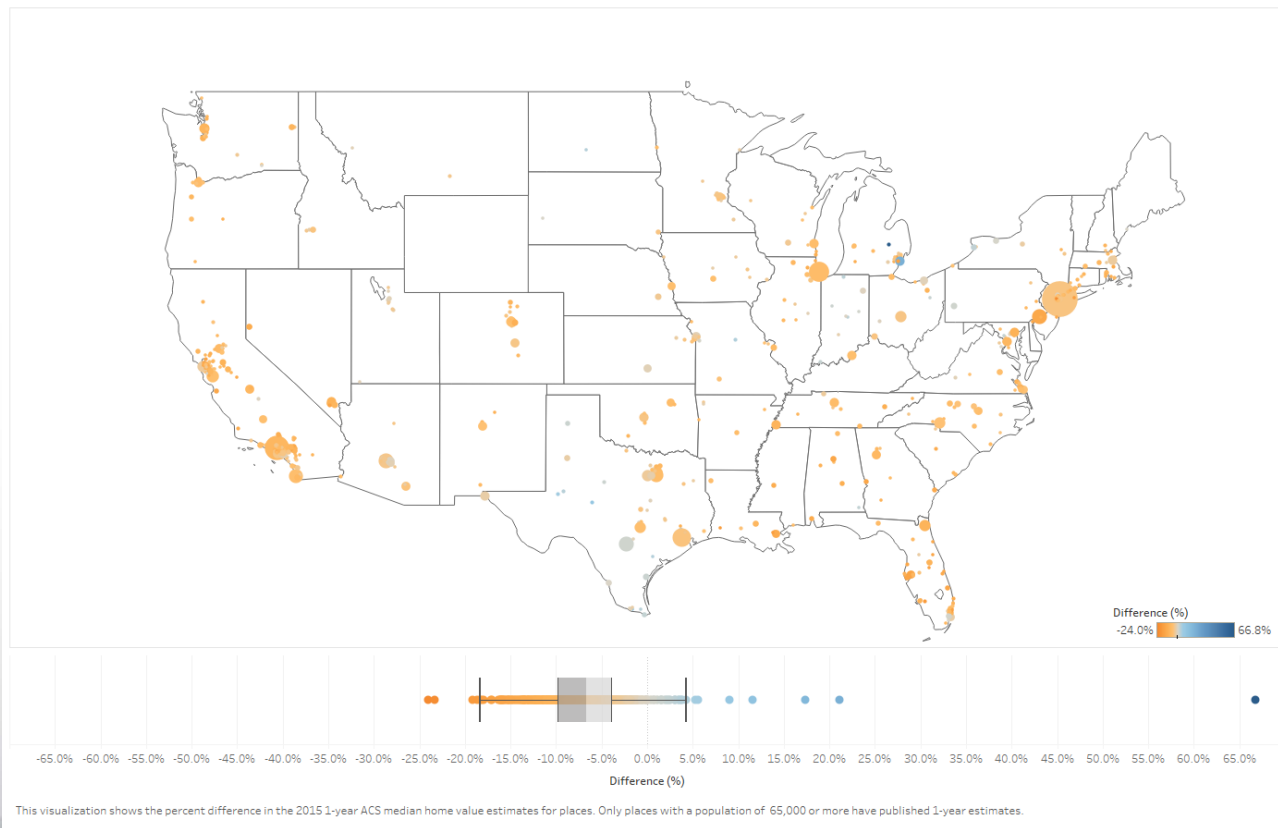 Difference (%)
-24.0% 66.8%
-65.0% -60.0% -55.0% -50.0% -45.0% -40.0% -35.0% -30.0% -25.0% -20.0% -15.0% -10.0% -5.0% 0.0% 5.0% 10.0% 15.0% 20.0% 25.0% 30.0% 35.0% 40.0% 45.0% 50.0% 55.0% 60.0% 65.0%
Difference (%)
This visualization shows the percent difference in the 2015 1-year ACS median home value estimates for places. Only places with a population of 65,000 or more have published 1-year estimates.